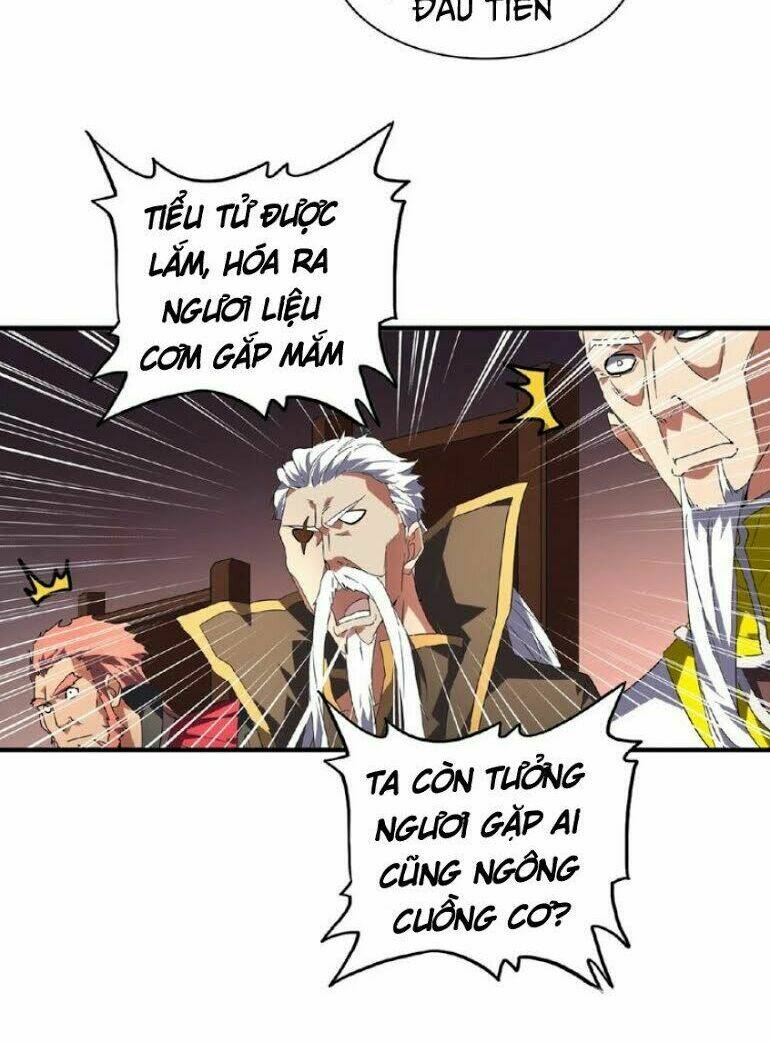 ĐẦU TIÊN
TIỂU TỬ ĐƯỢC
LẮM, HÓA RA
NGƯƠI LIỆU
CƠM GẮP MẮM
TA CÒN TƯỞNG
NGƯƠI GẶP AI
CŨNG NGÔNG
CUỒNG CƠ?